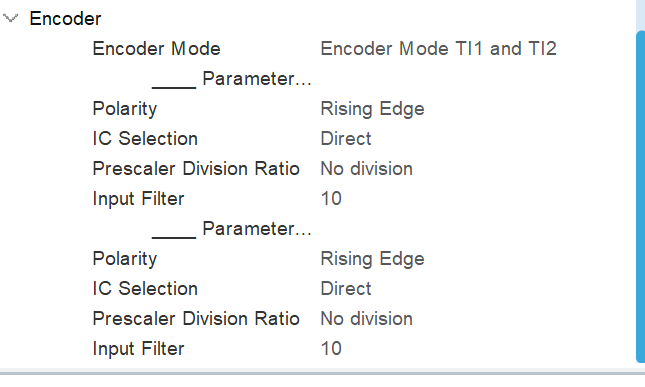 Encoder
Encoder Mode Encoder Mode TI1 and TI2
____ Parameter...
Polarity Rising Edge
IC Selection Direct
Prescaler Division Ratio No division
Input Filter 10
____ Parameter...
Polarity Rising Edge
IC Selection Direct
Prescaler Division Ratio No division
Input Filter 10